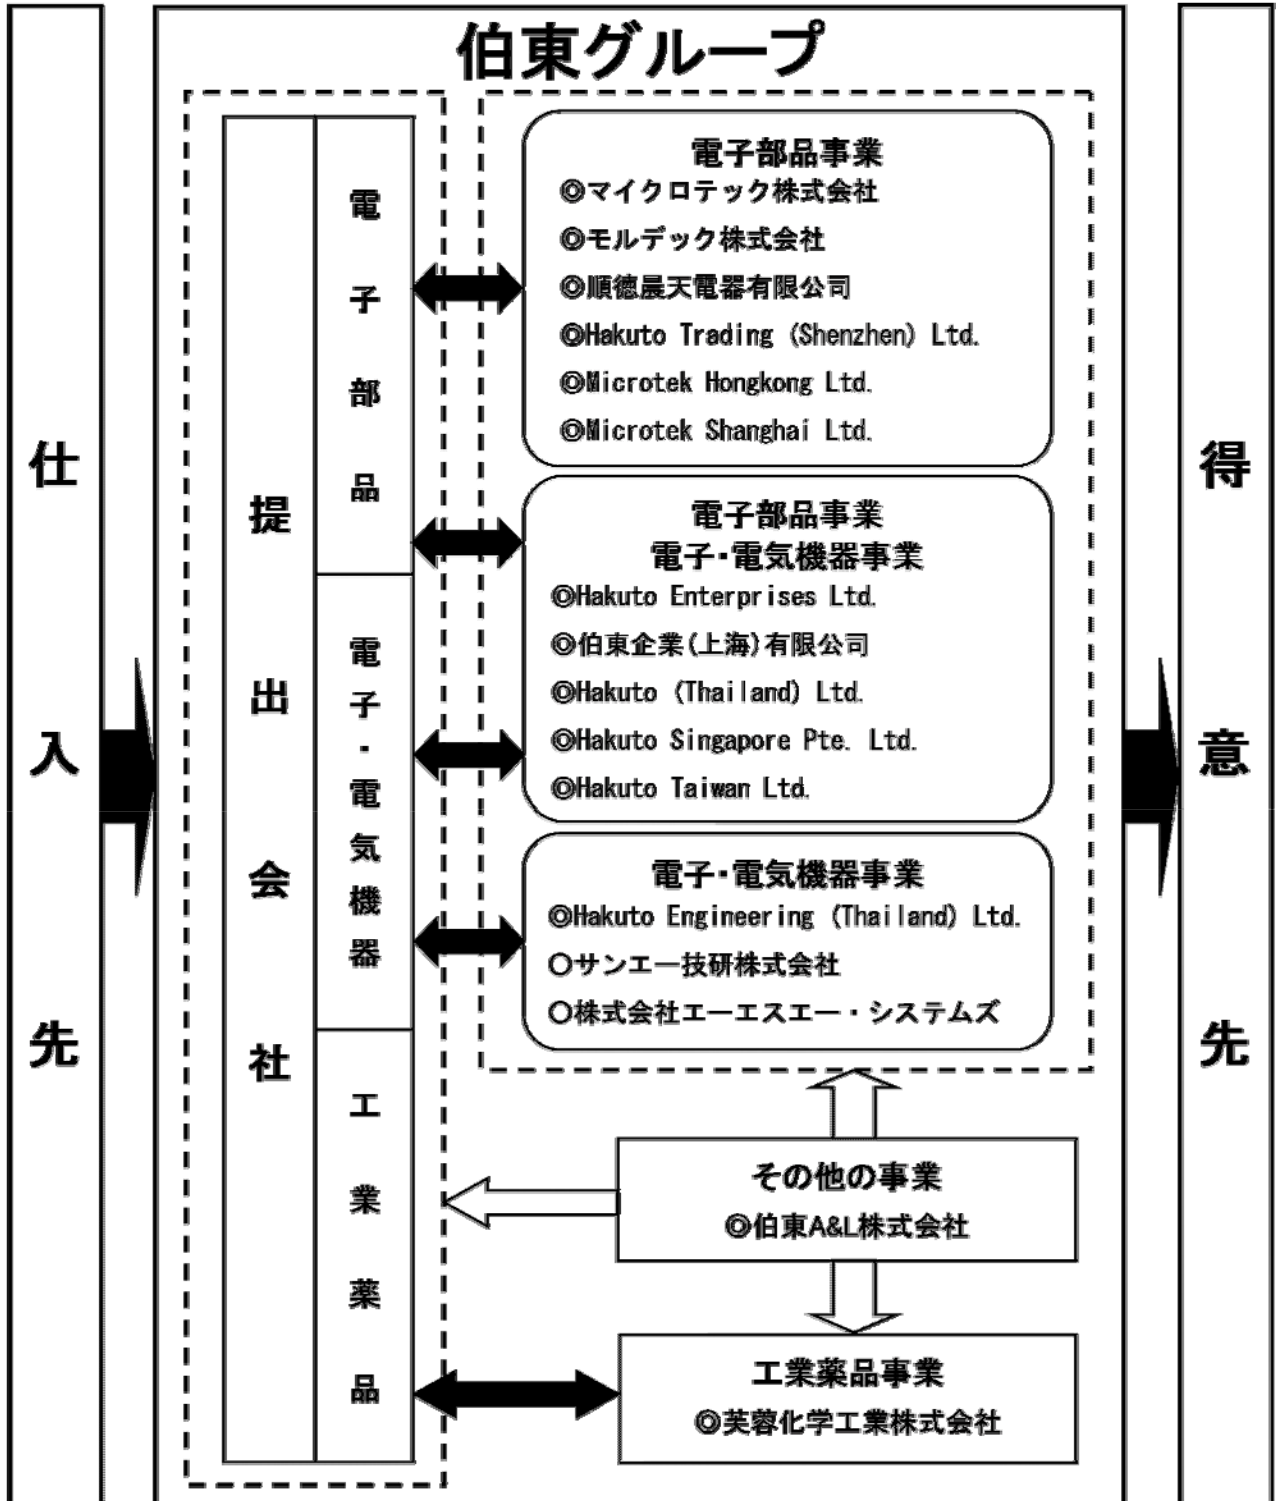 伯東グループ
仕入先
提出会社
電子部品
電子・電気機器
工業薬品
電子部品事業
◎マイクロテック株式会社
◎モルデック株式会社
◎順徳晨天電器有限公司
◎Hakuto Trading (Shenzhen) Ltd.
◎Microtek Hongkong Ltd.
◎Microtek Shanghai Ltd.
電子部品事業
電子・電気機器事業
◎Hakuto Enterprises Ltd.
◎伯東企業(上海)有限公司
◎Hakuto (Thailand) Ltd.
◎Hakuto Singapore Pte. Ltd.
◎Hakuto Taiwan Ltd.
電子・電気機器事業
◎Hakuto Engineering (Thailand) Ltd.
○サンエー技研株式会社
○株式会社エーエスエー・システムズ
その他の事業
◎伯東A&L株式会社
工業薬品事業
◎芙蓉化学工業株式会社
得意先